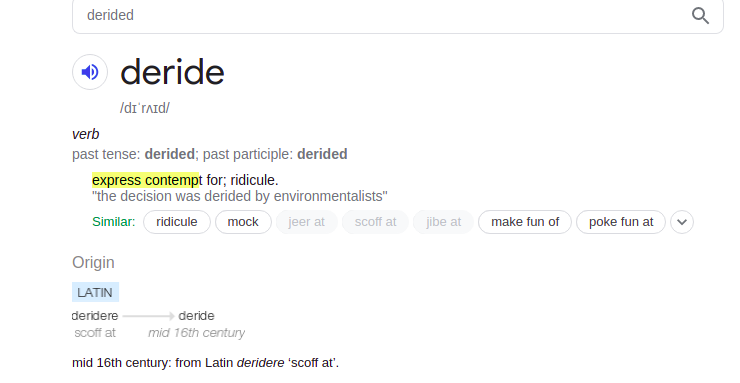 derided
deride
/dɪˈrʌɪd/
verb
past tense: derided; past participle: derided
express contempt for; ridicule.
"the decision was derided by environmentalists"
Similar: ridicule mock jeer at scoff at jibe at make fun of poke fun at
Origin
LATIN
deridere deride
scoff at mid 16th century
mid 16th century: from Latin deridere ‘scoff at’.